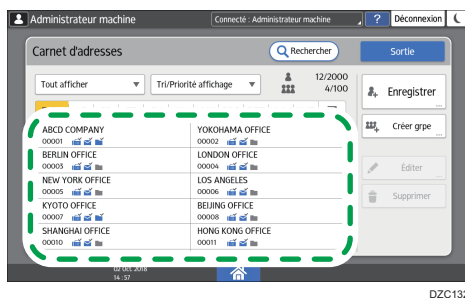 Administrateur machine
Connecté : Administrateur machine
?
Déconnexion
Carnet d'adresses
Rechercher
Sortie
Tout afficher
Tri/Priorité affichage
12/2000
4/100
Enregistrer
...
Créer grpe
...
Éditer
...
Supprimer
ABCD COMPANY
00001
YOKOHAMA OFFICE
00002
BERLIN OFFICE
00003
LONDON OFFICE
00004
NEW YORK OFFICE
00005
LOS ANGELES
00006
KYOTO OFFICE
00007
BEIJING OFFICE
00008
SHANGHAI OFFICE
00010
HONG KONG OFFICE
00011
02 Oct. 2018
14 : 57
DZC132